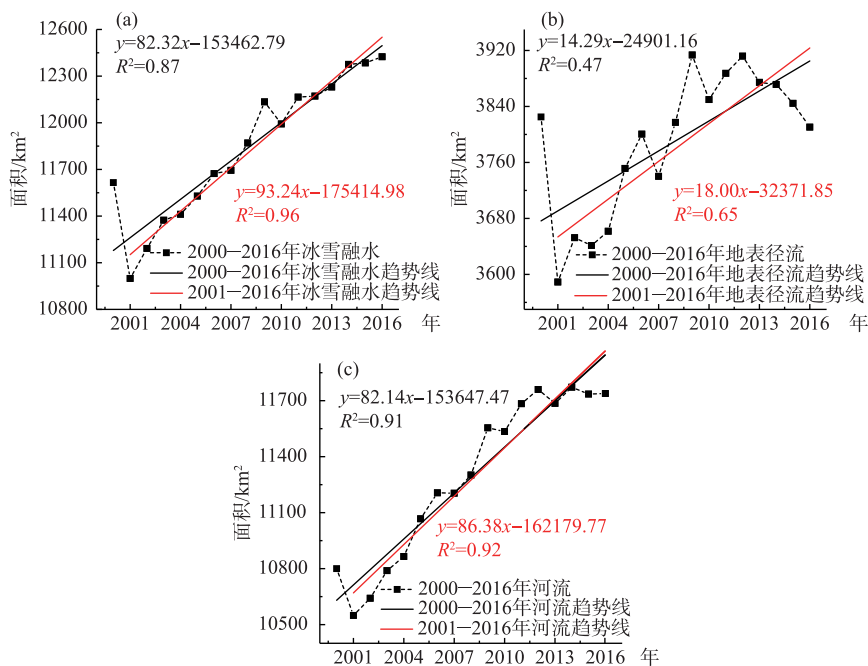 (a)
y=82.32x−153462.79
R²=0.87
面积/km²
12600
12300
12000
11700
11400
11100
10800
y=93.24x−175414.98
R²=0.96
2000−2016年冰雪融水
2000−2016年冰雪融水趋势线
2001−2016年冰雪融水趋势线
2001 2004 2007 2010 2013 2016 年
(b)
y=14.29x−24901.16
R²=0.47
面积/km²
3920
3840
3760
3680
3600
y=18.00x−32371.85
R²=0.65
2000−2016年地表径流
2000−2016年地表径流趋势线
2001−2016年地表径流趋势线
2001 2004 2007 2010 2013 2016 年
(c)
y=82.14x−153647.47
R²=0.91
面积/km²
11700
11400
11100
10800
10500
y=86.38x−162179.77
R²=0.92
2000−2016年河流
2000−2016年河流趋势线
2001−2016年河流趋势线
2001 2004 2007 2010 2013 2016 年